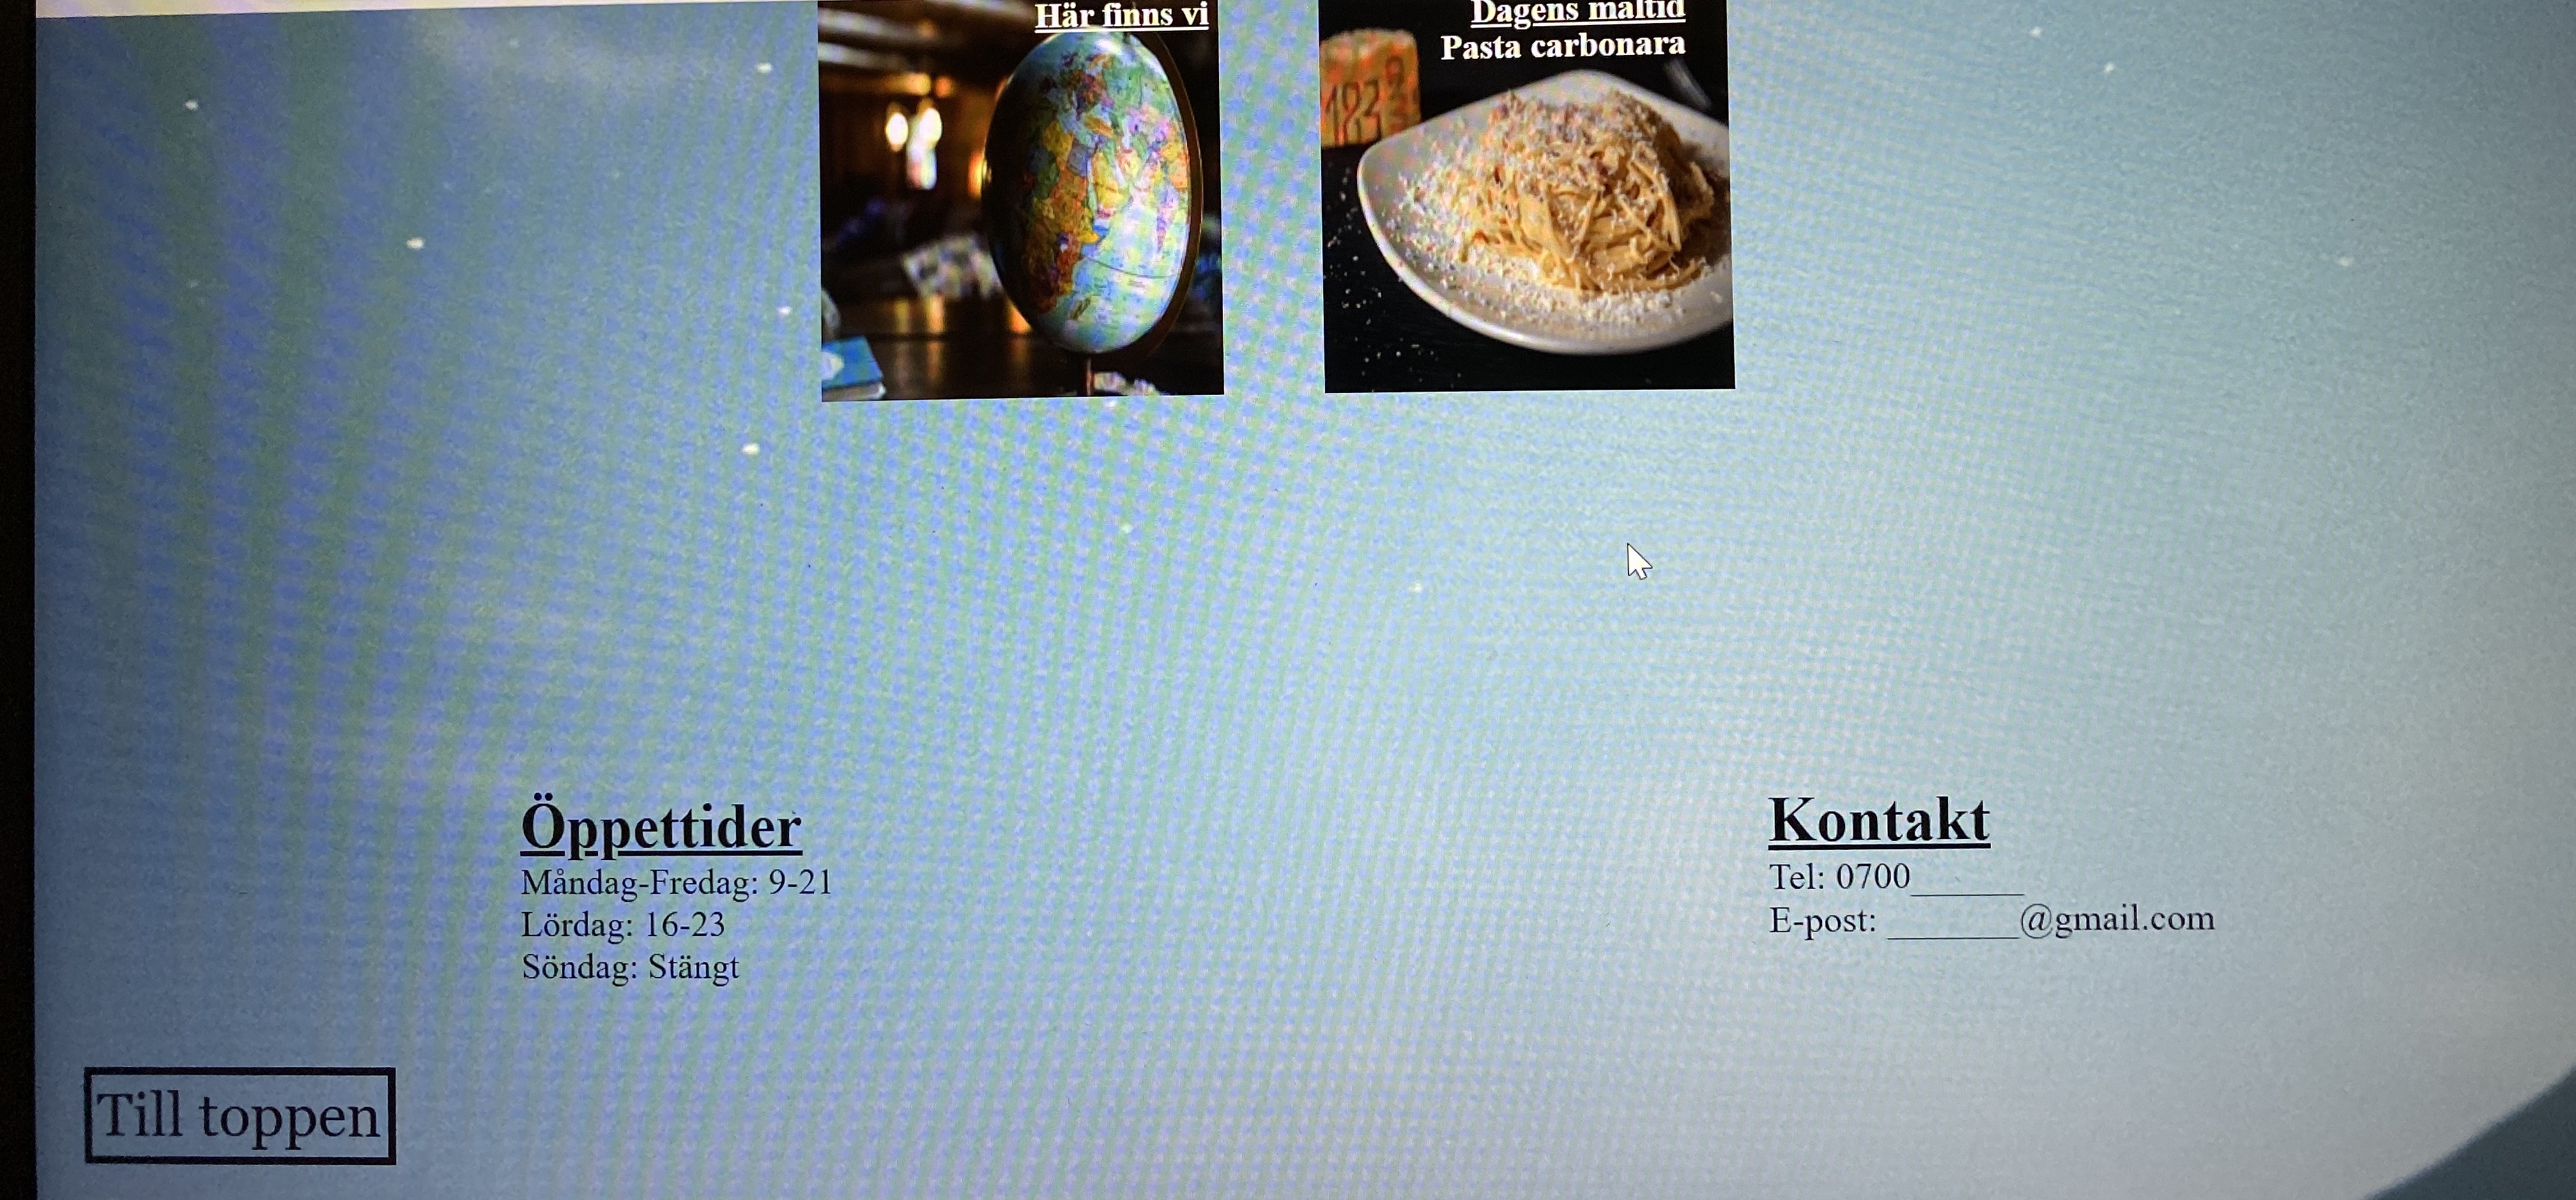 Här finns vi
Dagens måltid
Pasta carbonara
Öppettider
Måndag-Fredag: 9-21
Lördag: 16-23
Söndag: Stängt
Kontakt
Tel: 0700______
E-post: _______@gmail.com
Till toppen